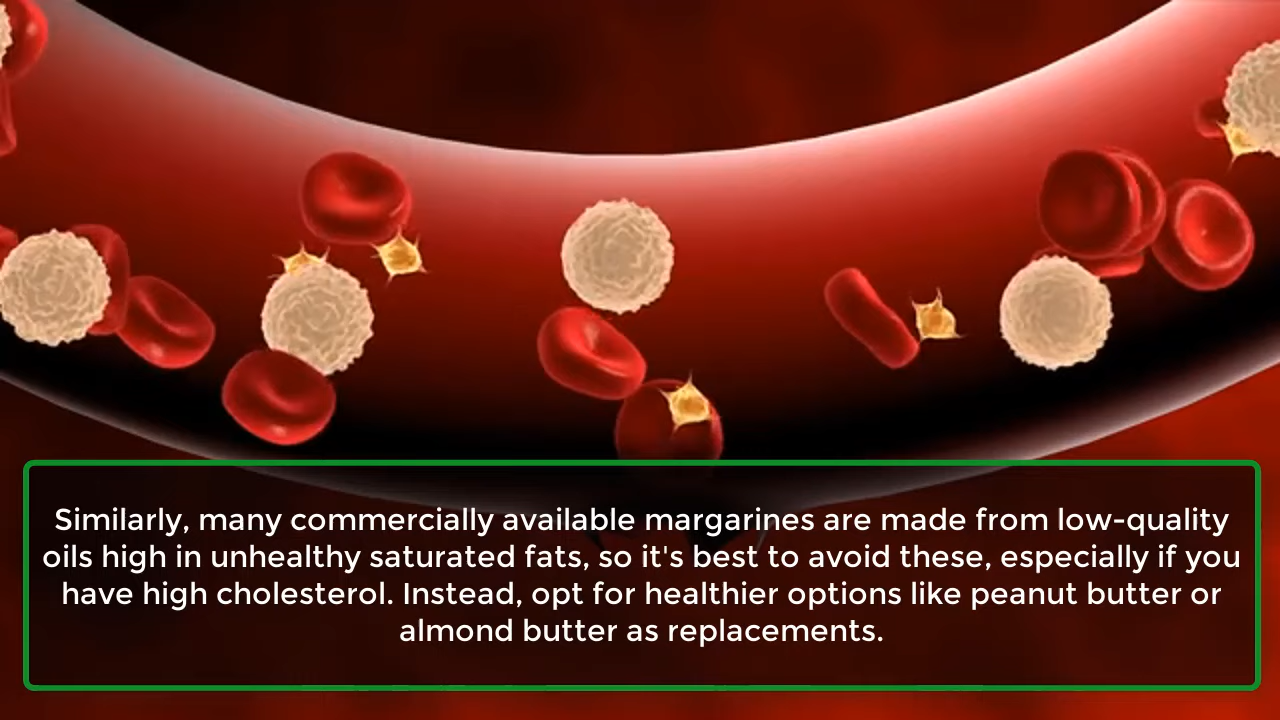 Similarly, many commercially available margarines are made from low-quality
oils high in unhealthy saturated fats, so it's best to avoid these, especially if you
have high cholesterol. Instead, opt for healthier options like peanut butter or
almond butter as replacements.